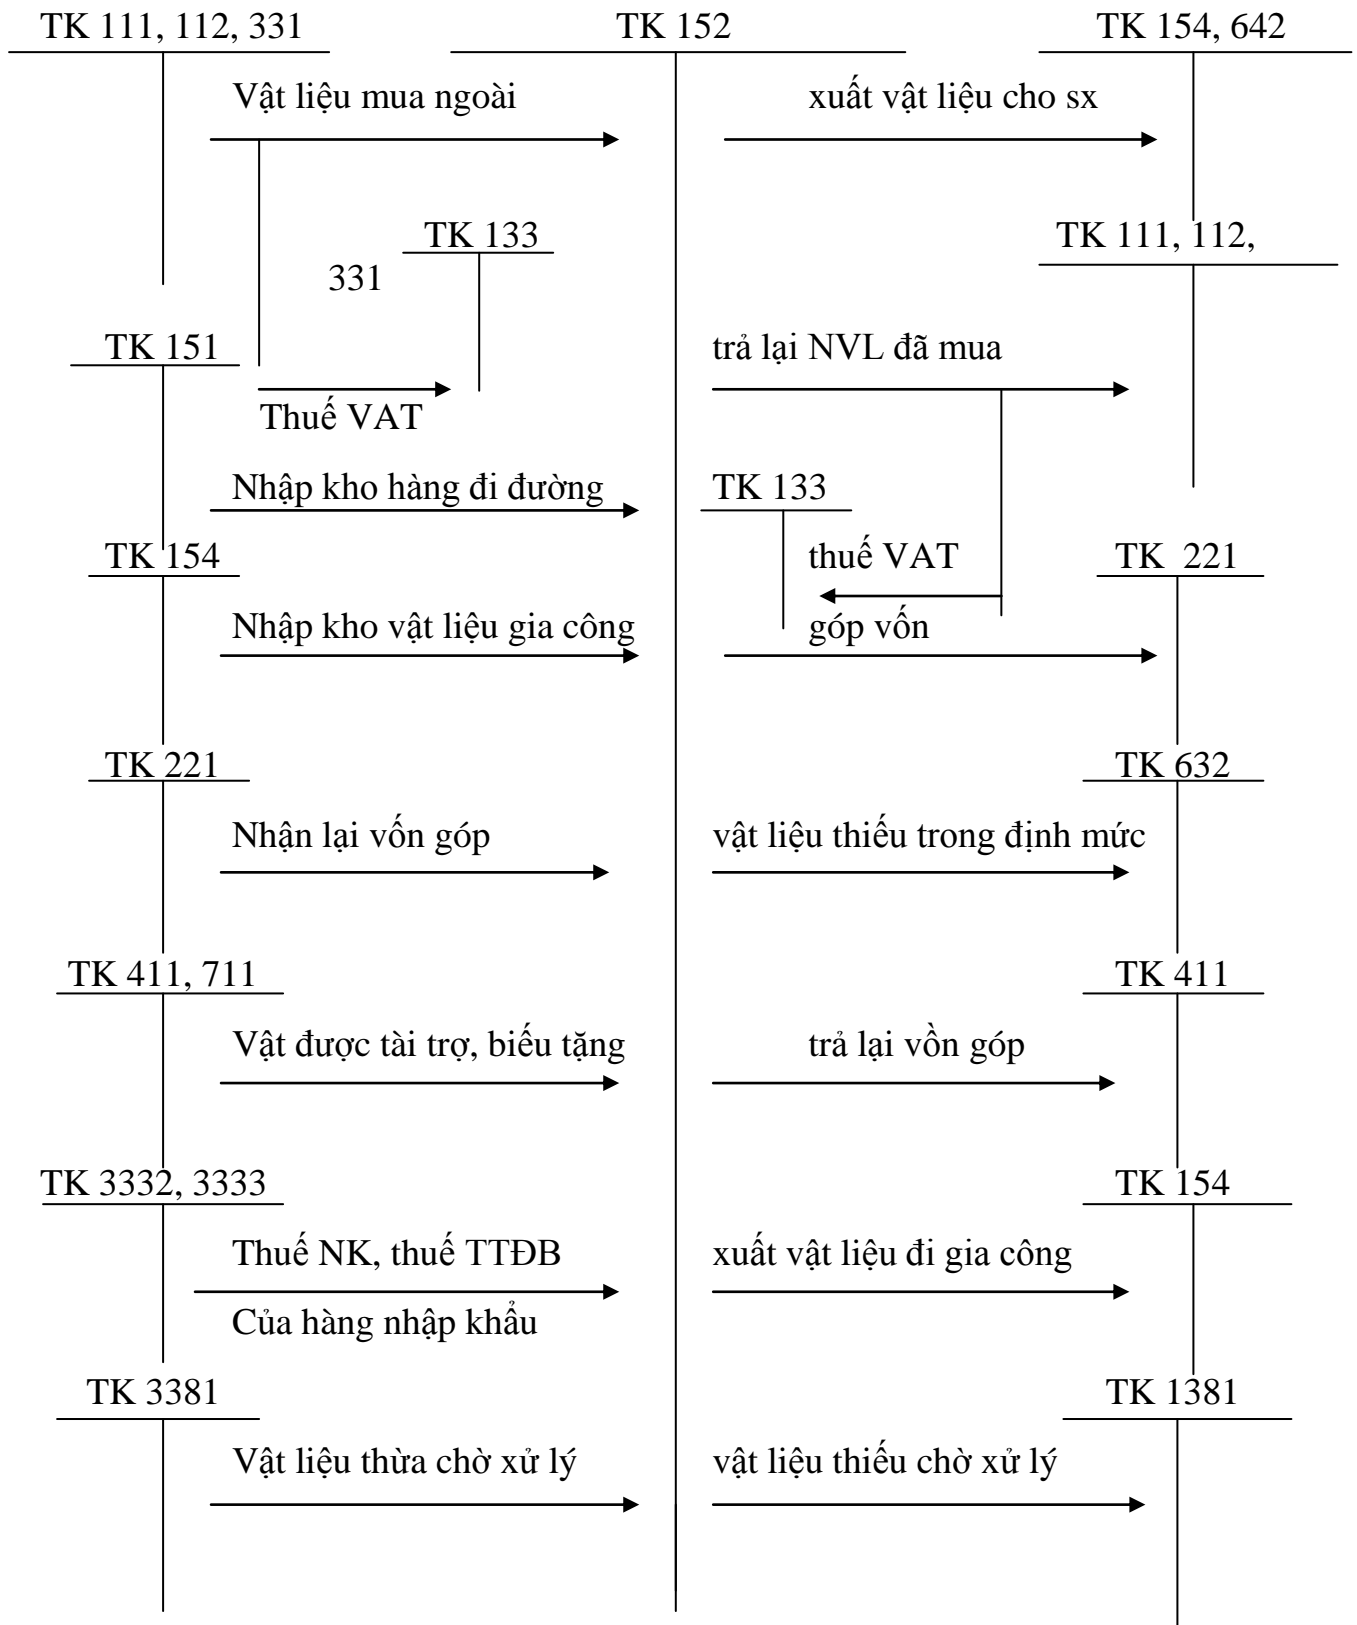 TK 111, 112, 331 TK 152 TK 154, 642
Vật liệu mua ngoài xuất vật liệu cho sx
TK 133 TK 111, 112,
331
TK 151 trả lại NVL đã mua
Thuế VAT
Nhập kho hàng đi đường TK 133
TK 154 thuế VAT TK 221
Nhập kho vật liệu gia công góp vốn
TK 221 TK 632
Nhận lại vốn góp vật liệu thiếu trong định mức
TK 411, 711 TK 411
Vật được tài trợ, biếu tặng trả lại vồn góp
TK 3332, 3333 TK 154
Thuế NK, thuế TTĐB xuất vật liệu đi gia công
Của hàng nhập khẩu
TK 3381 TK 1381
Vật liệu thừa chờ xử lý vật liệu thiếu chờ xử lý